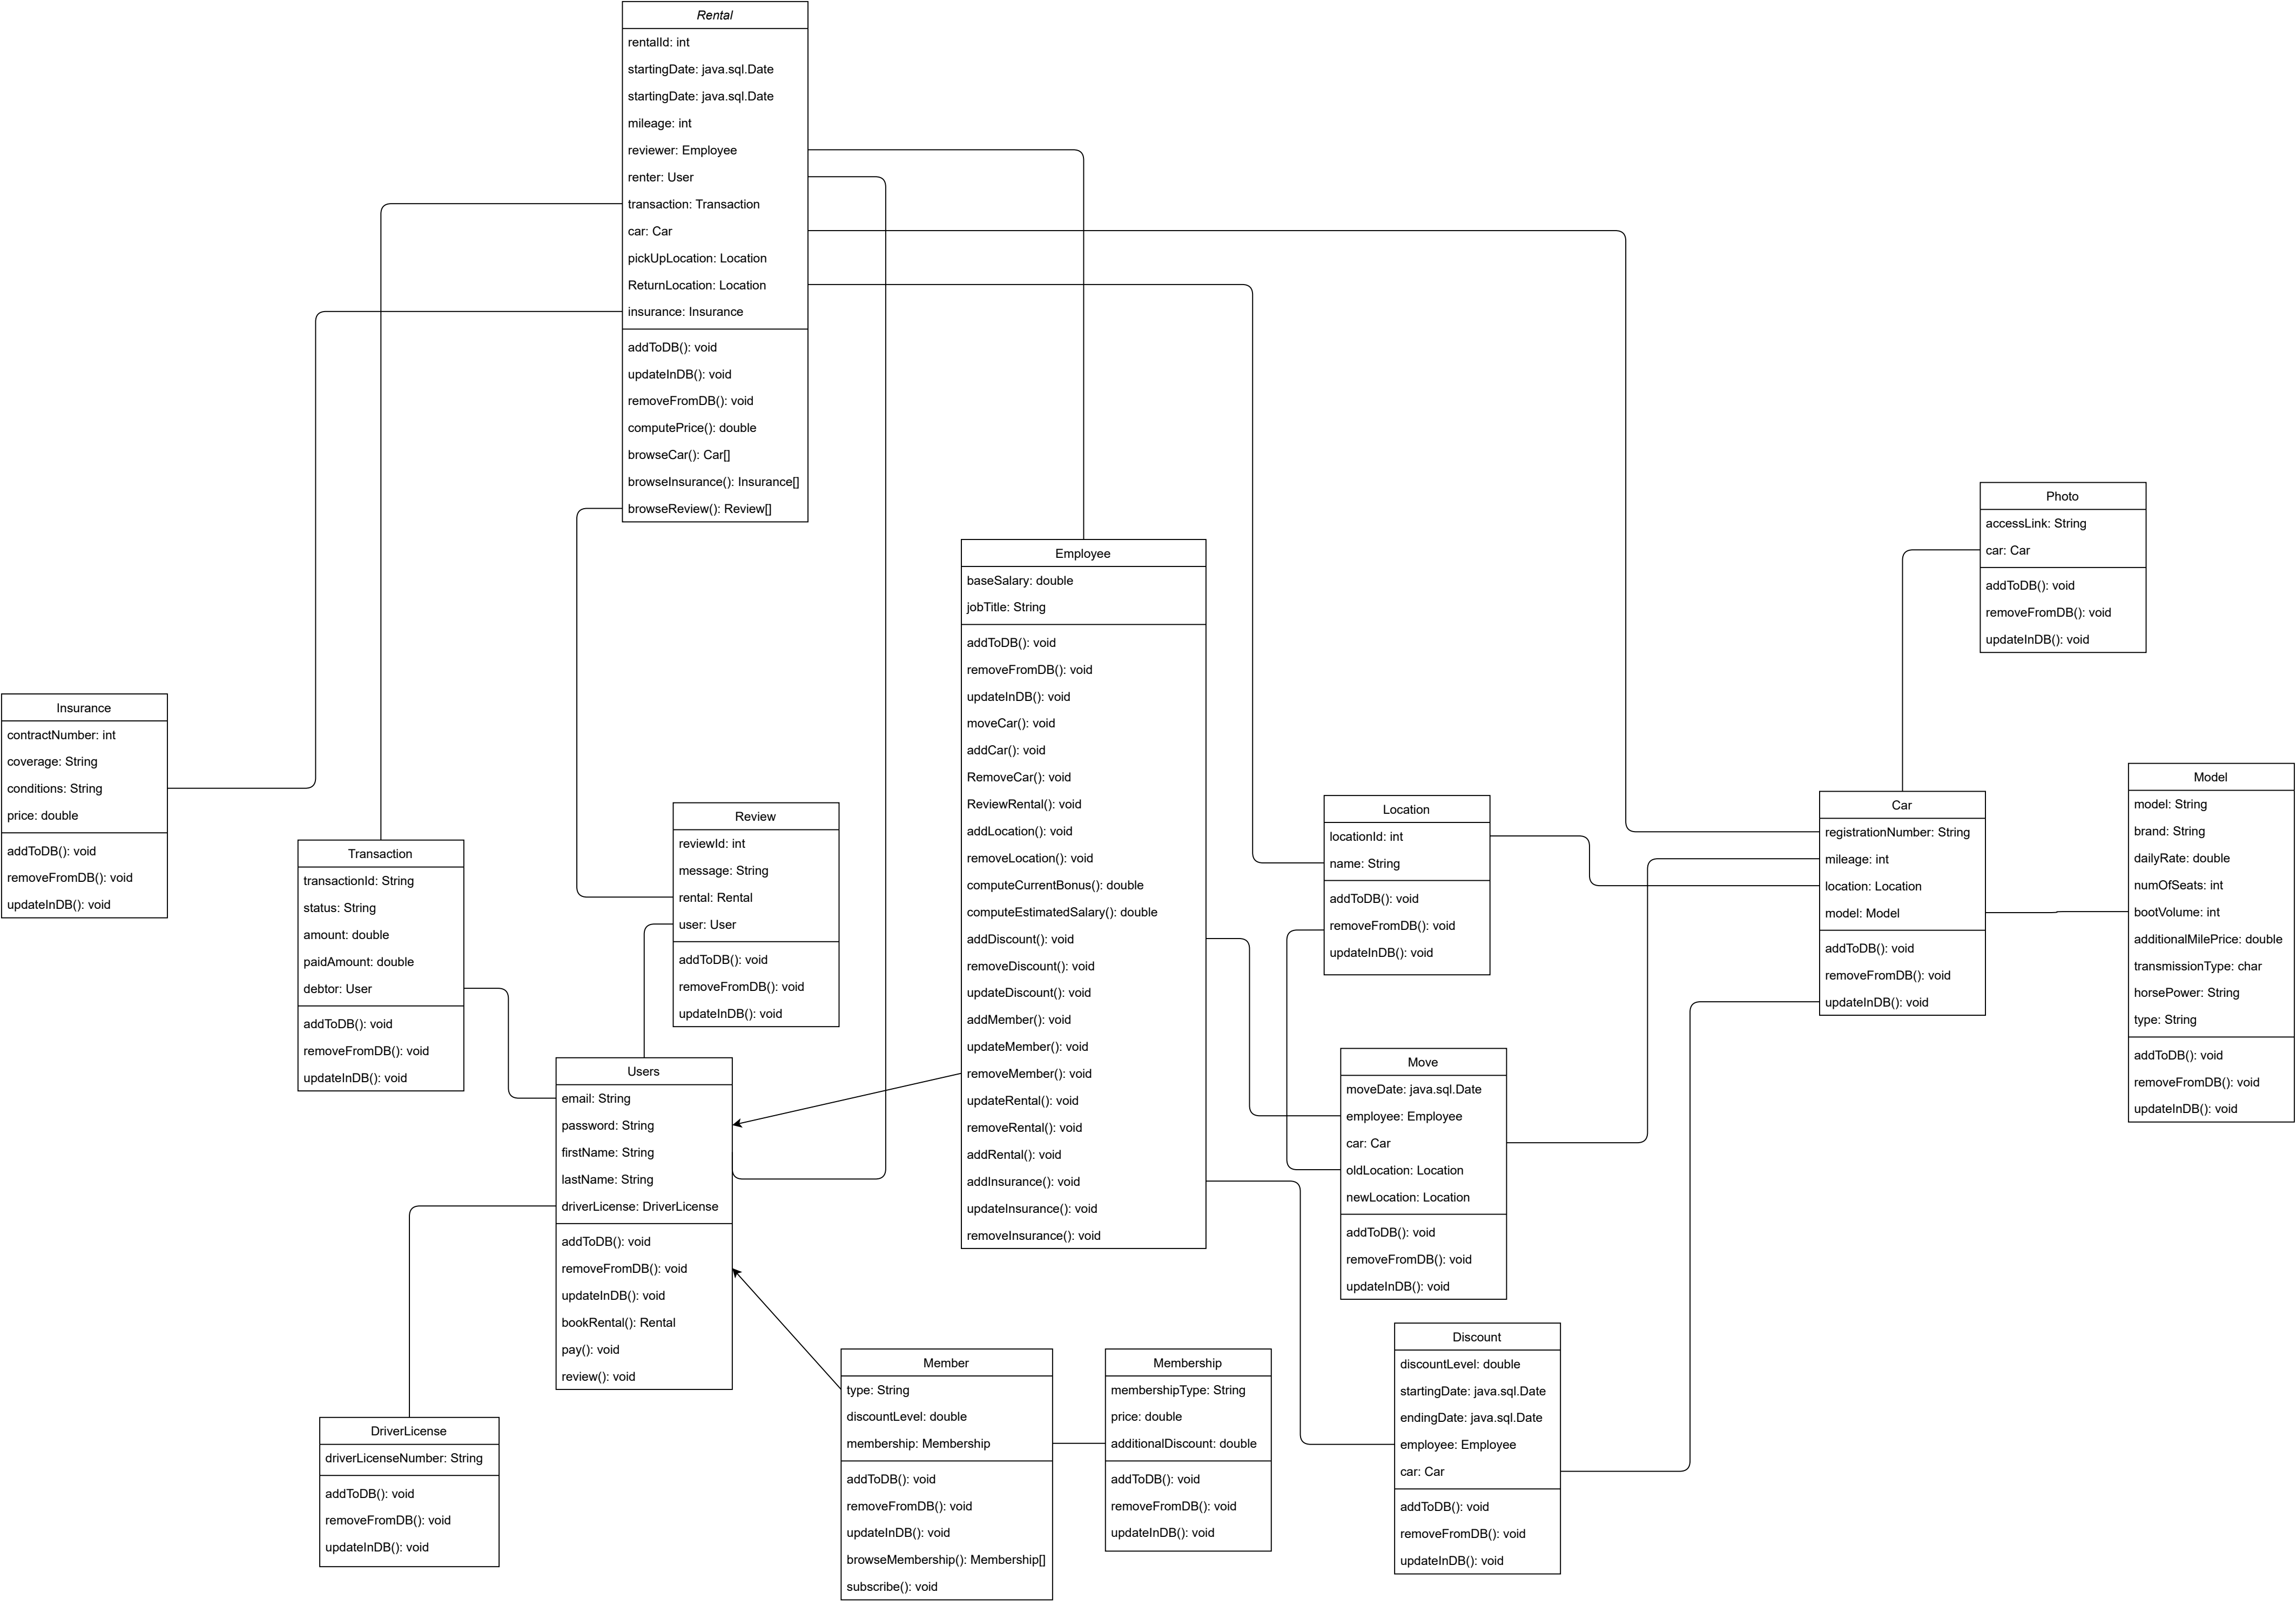 Rental
rentalId: int
startingDate: java.sql.Date
startingDate: java.sql.Date
mileage: int
reviewer: Employee
renter: User
transaction: Transaction
car: Car
pickUpLocation: Location
ReturnLocation: Location
insurance: Insurance
addToDB(): void
updateInDB(): void
removeFromDB(): void
computePrice(): double
browseCar(): Car[]
browseInsurance(): Insurance[]
browseReview(): Review[]
Photo
accessLink: String
car: Car
addToDB(): void
removeFromDB(): void
updateInDB(): void
Employee
baseSalary: double
jobTitle: String
addToDB(): void
removeFromDB(): void
updateInDB(): void
moveCar(): void
addCar(): void
RemoveCar(): void
ReviewRental(): void
addLocation(): void
removeLocation(): void
computeCurrentBonus(): double
computeEstimatedSalary(): double
addDiscount(): void
removeDiscount(): void
updateDiscount(): void
addMember(): void
updateMember(): void
removeMember(): void
updateRental(): void
removeRental(): void
addRental(): void
addInsurance(): void
updateInsurance(): void
removeInsurance(): void
Insurance
contractNumber: int
coverage: String
conditions: String
price: double
addToDB(): void
removeFromDB(): void
updateInDB(): void
Transaction
transactionId: String
status: String
amount: double
paidAmount: double
debtor: User
addToDB(): void
removeFromDB(): void
updateInDB(): void
Review
reviewId: int
message: String
rental: Rental
user: User
addToDB(): void
removeFromDB(): void
updateInDB(): void
Location
locationId: int
name: String
addToDB(): void
removeFromDB(): void
updateInDB(): void
Car
registrationNumber: String
mileage: int
location: Location
model: Model
addToDB(): void
removeFromDB(): void
updateInDB(): void
Model
model: String
brand: String
dailyRate: double
numOfSeats: int
bootVolume: int
additionalMilePrice: double
transmissionType: char
horsePower: String
type: String
addToDB(): void
removeFromDB(): void
updateInDB(): void
Users
email: String
password: String
firstName: String
lastName: String
driverLicense: DriverLicense
addToDB(): void
removeFromDB(): void
updateInDB(): void
bookRental(): Rental
pay(): void
review(): void
Move
moveDate: java.sql.Date
employee: Employee
car: Car
oldLocation: Location
newLocation: Location
addToDB(): void
removeFromDB(): void
updateInDB(): void
DriverLicense
driverLicenseNumber: String
addToDB(): void
removeFromDB(): void
updateInDB(): void
Member
type: String
discountLevel: double
membership: Membership
addToDB(): void
removeFromDB(): void
updateInDB(): void
browseMembership(): Membership[]
subscribe(): void
Membership
membershipType: String
price: double
additionalDiscount: double
addToDB(): void
removeFromDB(): void
updateInDB(): void
Discount
discountLevel: double
startingDate: java.sql.Date
endingDate: java.sql.Date
employee: Employee
car: Car
addToDB(): void
removeFromDB(): void
updateInDB(): void